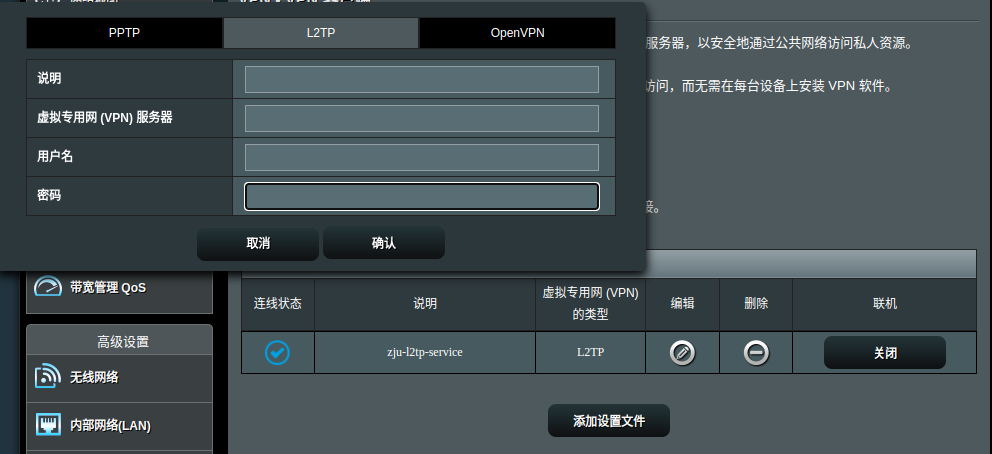 PPTP
L2TP
OpenVPN
说明
虚拟专用网 (VPN) 服务器
用户名
密码
取消
确认
服务器，以安全地通过公共网络访问私人资源。
访问，而无需在每台设备上安装 VPN 软件。
接。
带宽管理 QoS
高级设置
无线网络
内部网络(LAN)
连线状态
说明
虚拟专用网 (VPN)
的类型
编辑
删除
联机
zju-l2tp-service
L2TP
关闭
添加设置文件